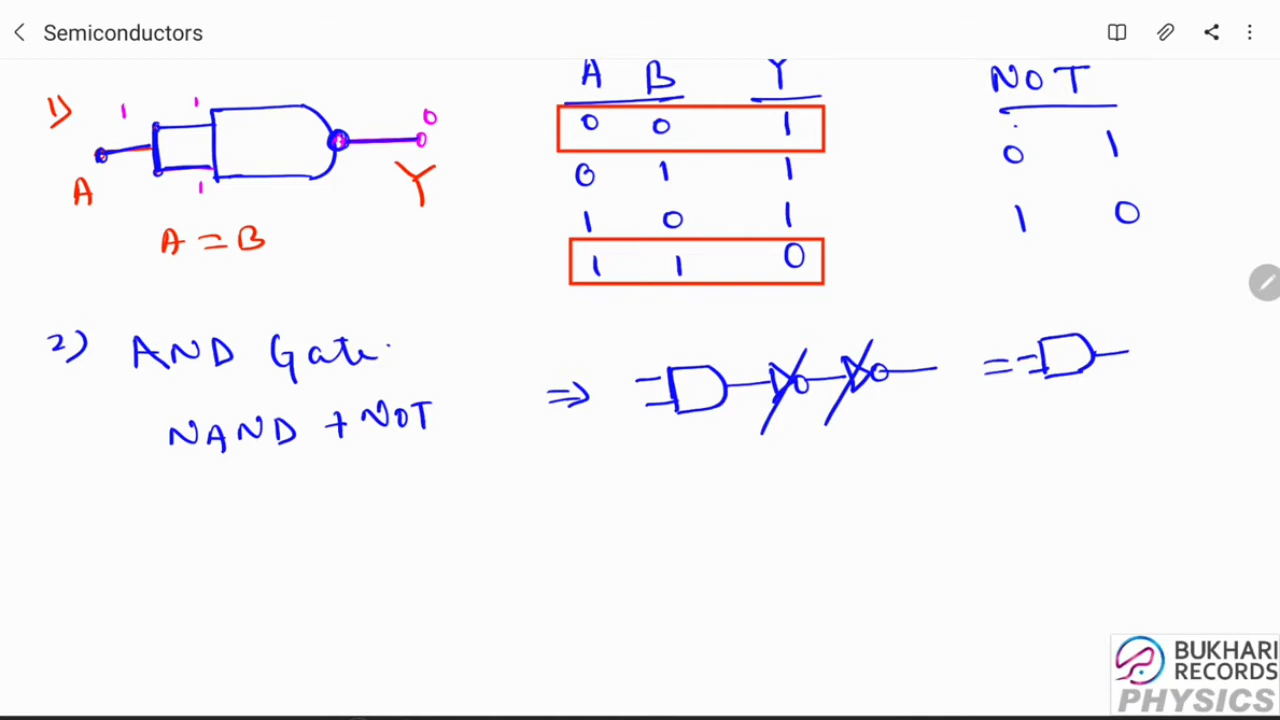 Semiconductors
A B Y
NOT
1) 1 1 0
0 0 1
0 1
A
1
Y
0 1 1
1 0 1
1 0
A = B
1 1 0
2) AND Gate.
=
NAND + NOT
⇒
BUKHARI
RECORDS
PHYSICS